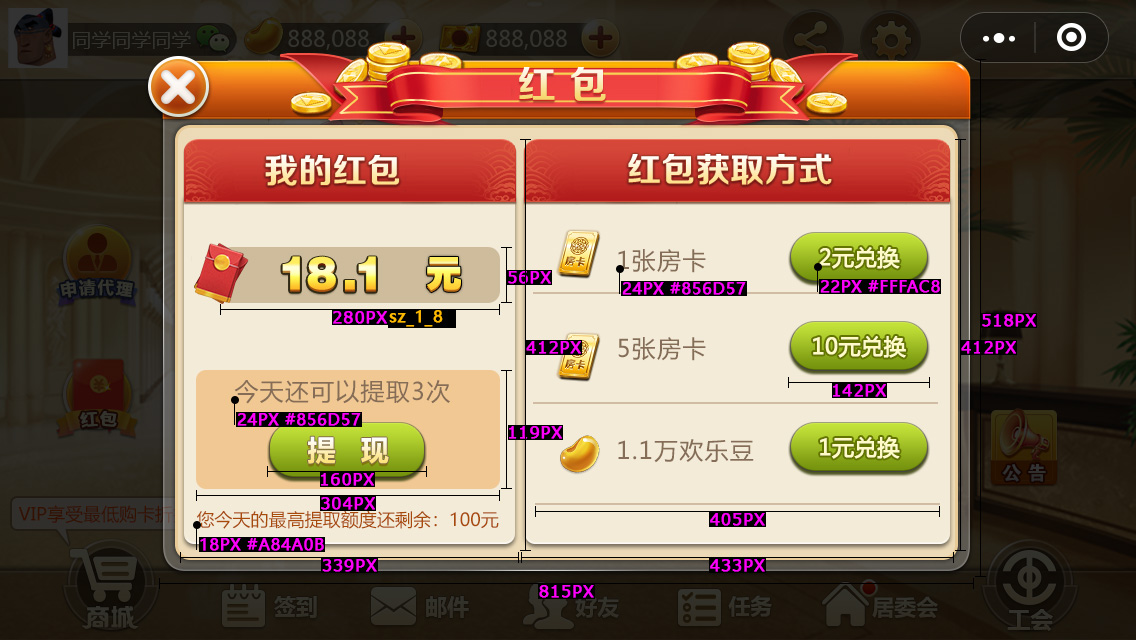 同学同学同学
888,088
888,088
红包
我的红包
红包获取方式
申请代理
18.1 元
56PX
280PX
sz_1_8
房卡
1张房卡
24PX #856D57
2元兑换
22PX #FFFAC8
518PX
412PX
房卡
5张房卡
10元兑换
412PX
142PX
红包
今天还可以提取3次
24PX #856D57
提 现
160PX
119PX
304PX
1.1万欢乐豆
1元兑换
公告
VIP享受最低购卡折
您今天的最高提取额度还剩余：100元
18PX #A84A0B
405PX
339PX
433PX
815PX
商城
签到
邮件
好友
任务
居委会
工会